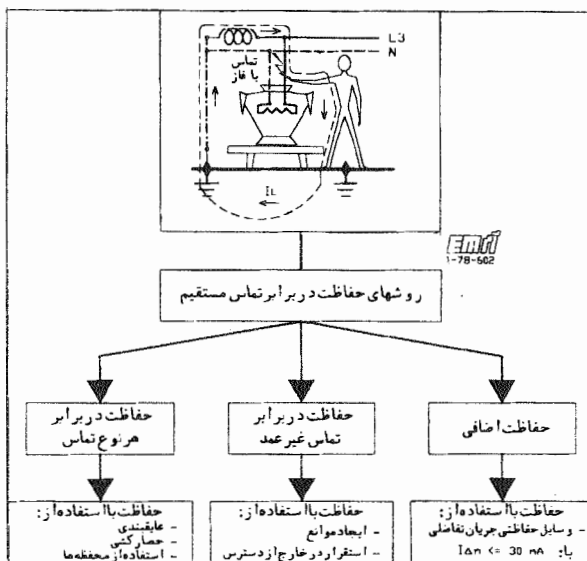 L3
N
تماس
با فاز
IL
EMrI
1-78-602
روشهای حفاظت در برابر تماس مستقیم
حفاظت اضافی
حفاظت در برابر
تماس غیر عمد
حفاظت در برابر
هر نوع تماس
حفاظت با استفاده از:
- وسایل حفاظتی جریان تفاضلی
با: I∆n <= 30 mA
حفاظت با استفاده از:
- ایجاد موانع
- استقرار در خارج از دسترس
حفاظت با استفاده از:
- عایقبندی
- حصارکشی
- استفاده از محفظه‌ها